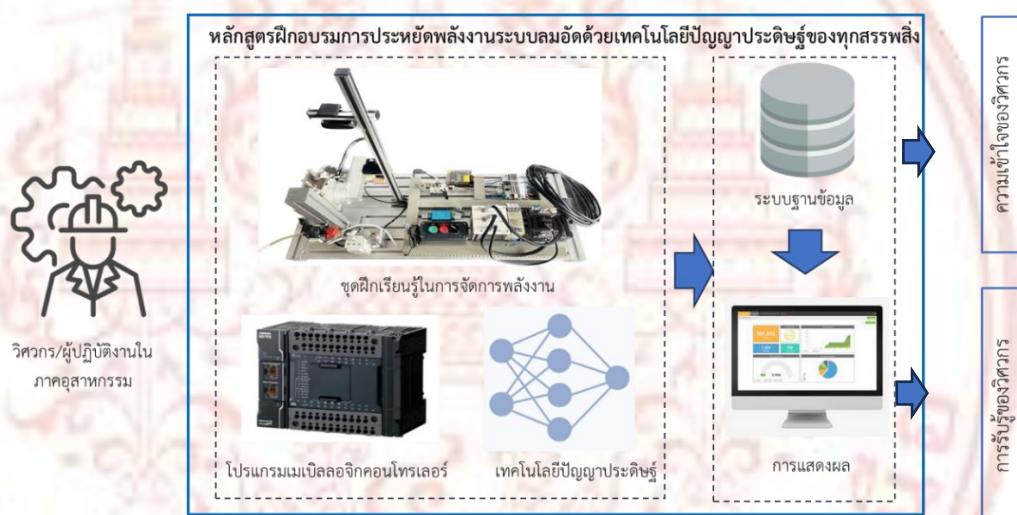 หลักสูตรฝึกอบรมการประหยัดพลังงานระบบลมอัดด้วยเทคโนโลยีปัญญาประดิษฐ์ของทุกสรรพสิ่ง
วิศวกร/ผู้ปฏิบัติงานใน
ภาคอุสาหกรรม
ชุดฝึกเรียนรู้ในการจัดการพลังงาน
โปรแกรมเมเบิลลอจิกคอนโทรเลอร์
เทคโนโลยีปัญญาประดิษฐ์
ระบบฐานข้อมูล
การแสดงผล
ความเข้าใจของวิศวกร
การรับรู้ของวิศวกร